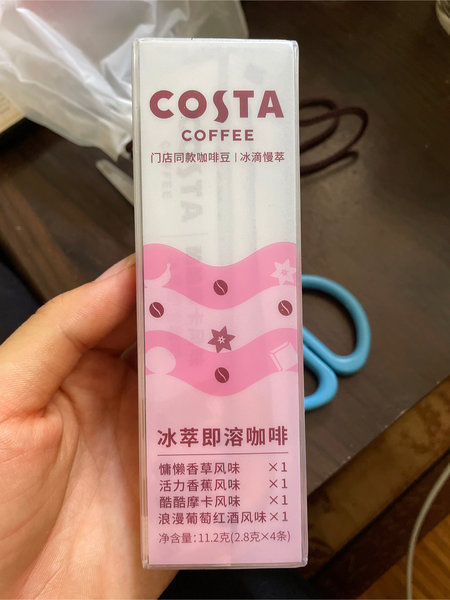 COSTA
COFFEE
门店同款咖啡豆 | 冰滴慢萃
冰萃即溶咖啡
慵懒香草风味 ×1
活力香蕉风味 ×1
酷酷摩卡风味 ×1
浪漫葡萄红酒风味×1
净含量:11.2克(2.8克×4条)